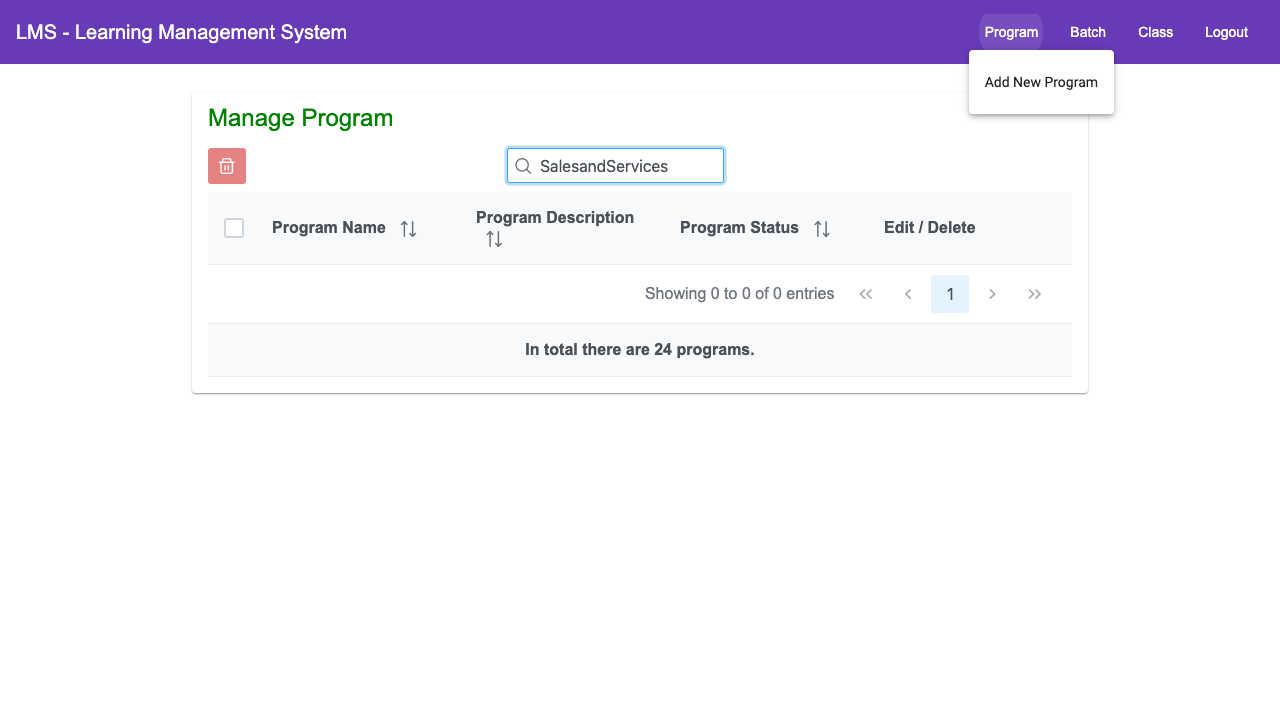 LMS - Learning Management System
Program
Batch
Class
Logout
Add New Program
Manage Program
SalesandServices
Program Name
Program Description
Program Status
Edit / Delete
Showing 0 to 0 of 0 entries
1
In total there are 24 programs.